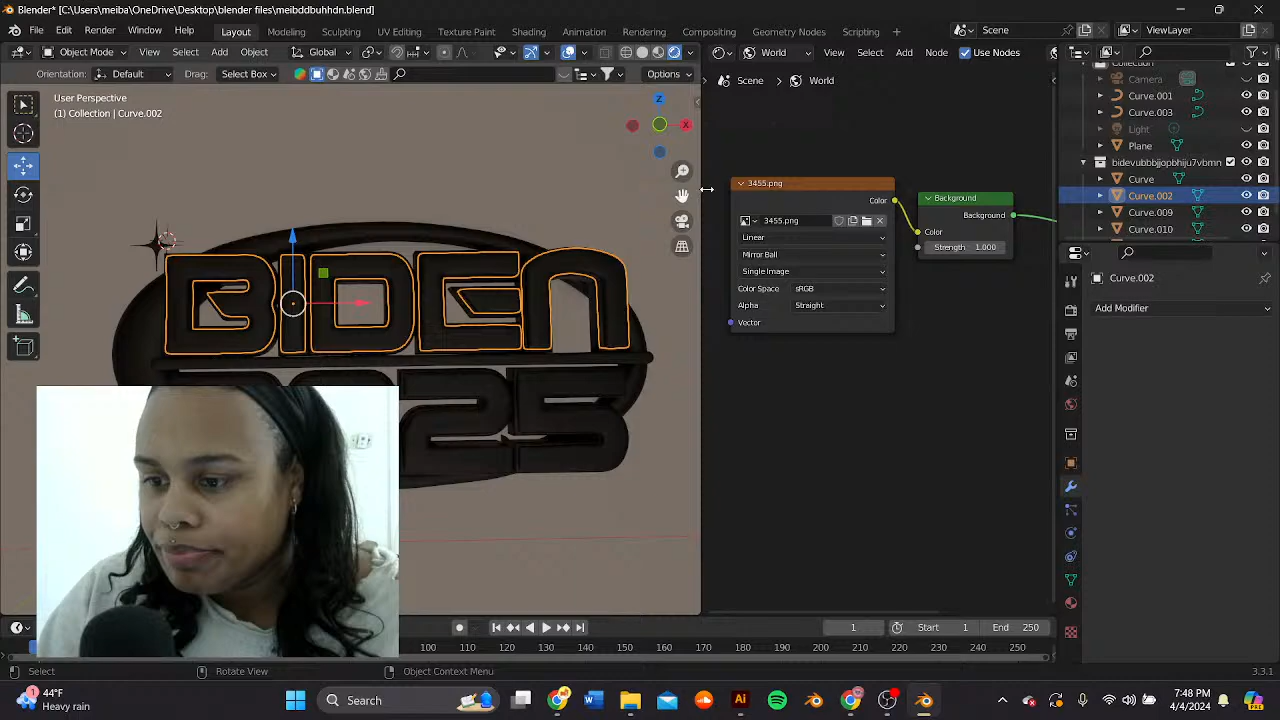 Blender* [C:\Users\meiba\OneDrive\Desktop\blender files\meibddbuhhdn.blend]
File Edit Render Window Help Layout Modeling Sculpting UV Editing Texture Paint Shading Animation Rendering Compositing Geometry Nodes Scripting Scene ViewLayer
Object Mode View Select Add Object Global World View Select Add Node Use Nodes
Orientation: Default Drag: Select Box Options
User Perspective
(1) Collection | Curve.002
Z
X
BIDEN
2025
Scene World
3455.png
Color
3455.png
Linear
Mirror Ball
Single Image
Color Space sRGB
Alpha Straight
Vector
Background
Background
Color
Strength 1.000
Collection
Camera
Curve.001
Curve.003
Light
Plane
bidevubbbjjopbhiju7vbmn
Curve
Curve.002
Curve.009
Curve.010
Curve.002
Add Modifier
1 Start 1 End 250
100 110 120 130 140 150 160 170 180 190 200 210 220 230 240 250
Select Rotate View Object Context Menu 3.3.1
44°F
Heavy rain
Search
7:48 PM
4/4/2024